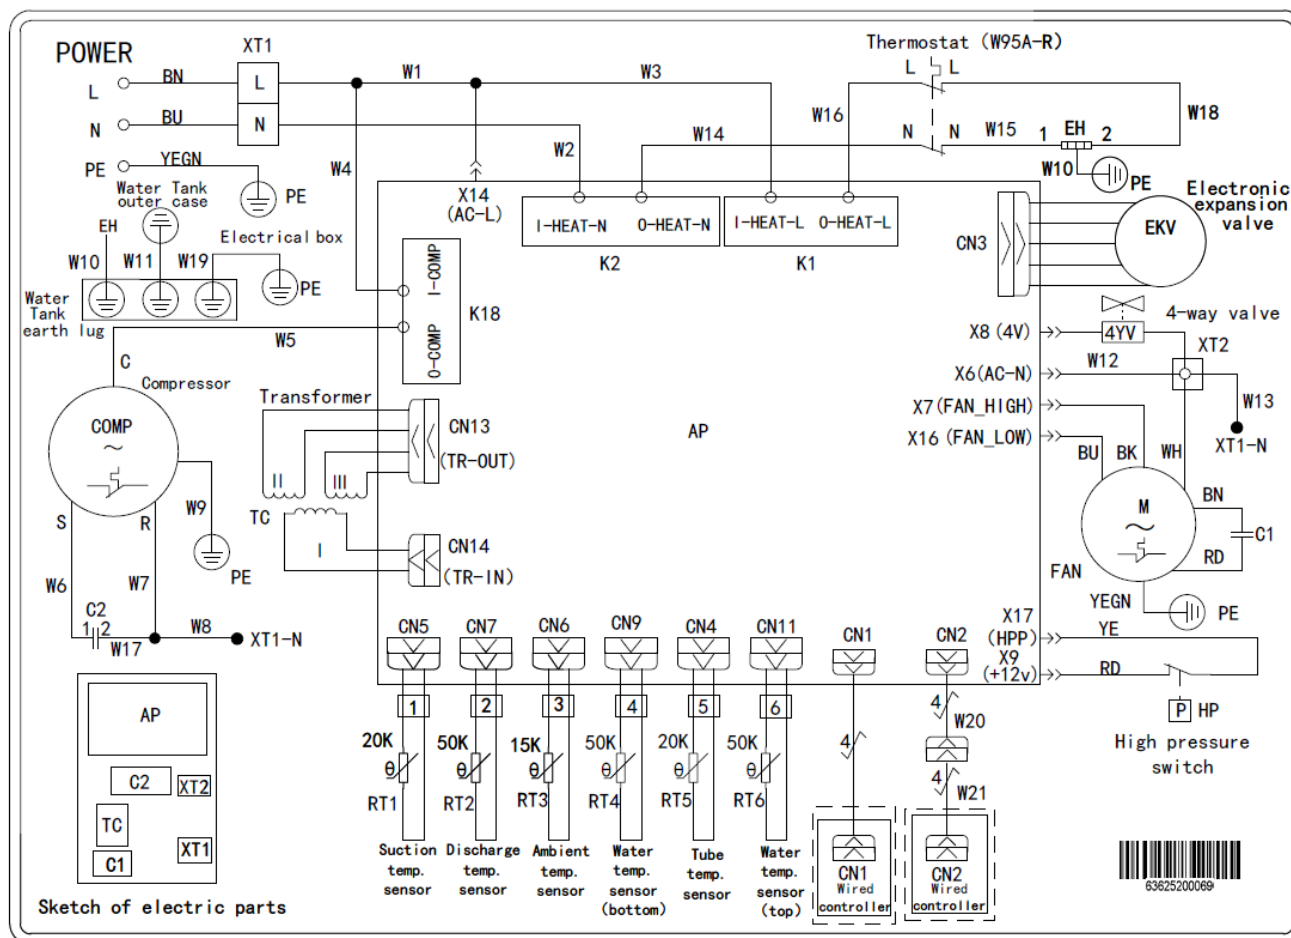 POWER
XT1
Thermostat (W95A-R)
L
BN
L
W1
W3
L
L
N
BU
N
W2
W14
W16
N
N
W15
1
EH
2
W18
PE
YEGN
PE
W4
W10
PE
Water Tank
outer case
X14
(AC-L)
I-HEAT-N
O-HEAT-N
I-HEAT-L
O-HEAT-L
K2
K1
CN3
EKV
Electronic
expansion
valve
EH
Electrical box
W10
W11
W19
PE
Water
Tank
earth lug
I-COMP
O-COMP
K18
W5
X8(4V)
4YV
4-way valve
XT2
X6(AC-N)
W12
W13
XT1-N
X7(FAN_HIGH)
X16(FAN_LOW)
BU
BK
WH
C
Compressor
COMP
~
Transformer
CN13
(TR-OUT)
AP
II
III
TC
I
CN14
(TR-IN)
S
R
W9
PE
M
~
BN
C1
RD
FAN
YEGN
PE
W6
W7
C2
1
2
W17
W8
XT1-N
CN5
CN7
CN6
CN9
CN4
CN11
CN1
CN2
X17
(HPP)
YE
X9
(+12v)
RD
P
HP
High pressure
switch
1
2
3
4
5
6
4
4
W20
4
W21
20K
50K
15K
50K
20K
50K
θ
θ
θ
θ
θ
θ
RT1
RT2
RT3
RT4
RT5
RT6
Suction
temp.
sensor
Discharge
temp.
sensor
Ambient
temp.
sensor
Water
temp.
sensor
(bottom)
Tube
temp.
sensor
Water
temp.
sensor
(top)
CN1
Wired
controller
CN2
Wired
controller
AP
C2
XT2
TC
XT1
C1
Sketch of electric parts